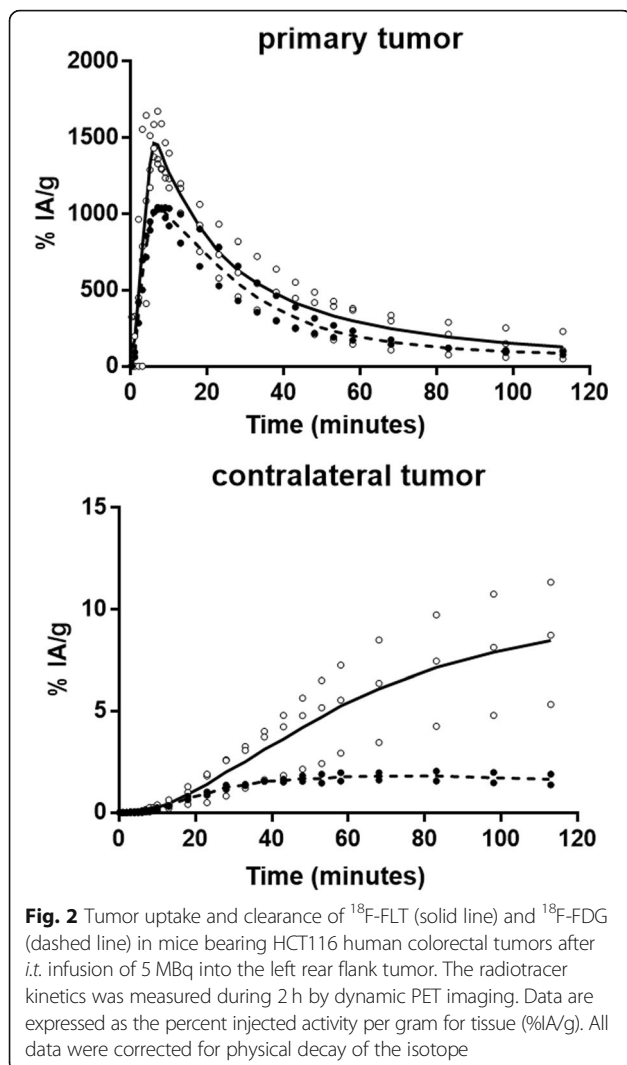 primary tumor
2000
1500
1000
500
0
% IA/g
0 20 40 60 80 100 120
Time (minutes)
contralateral tumor
15
10
5
0
% IA/g
0 20 40 60 80 100 120
Time (minutes)
Fig. 2 Tumor uptake and clearance of ¹⁸F-FLT (solid line) and ¹⁸F-FDG
(dashed line) in mice bearing HCT116 human colorectal tumors after
i.t. infusion of 5 MBq into the left rear flank tumor. The radiotracer
kinetics was measured during 2 h by dynamic PET imaging. Data are
expressed as the percent injected activity per gram for tissue (%IA/g). All
data were corrected for physical decay of the isotope